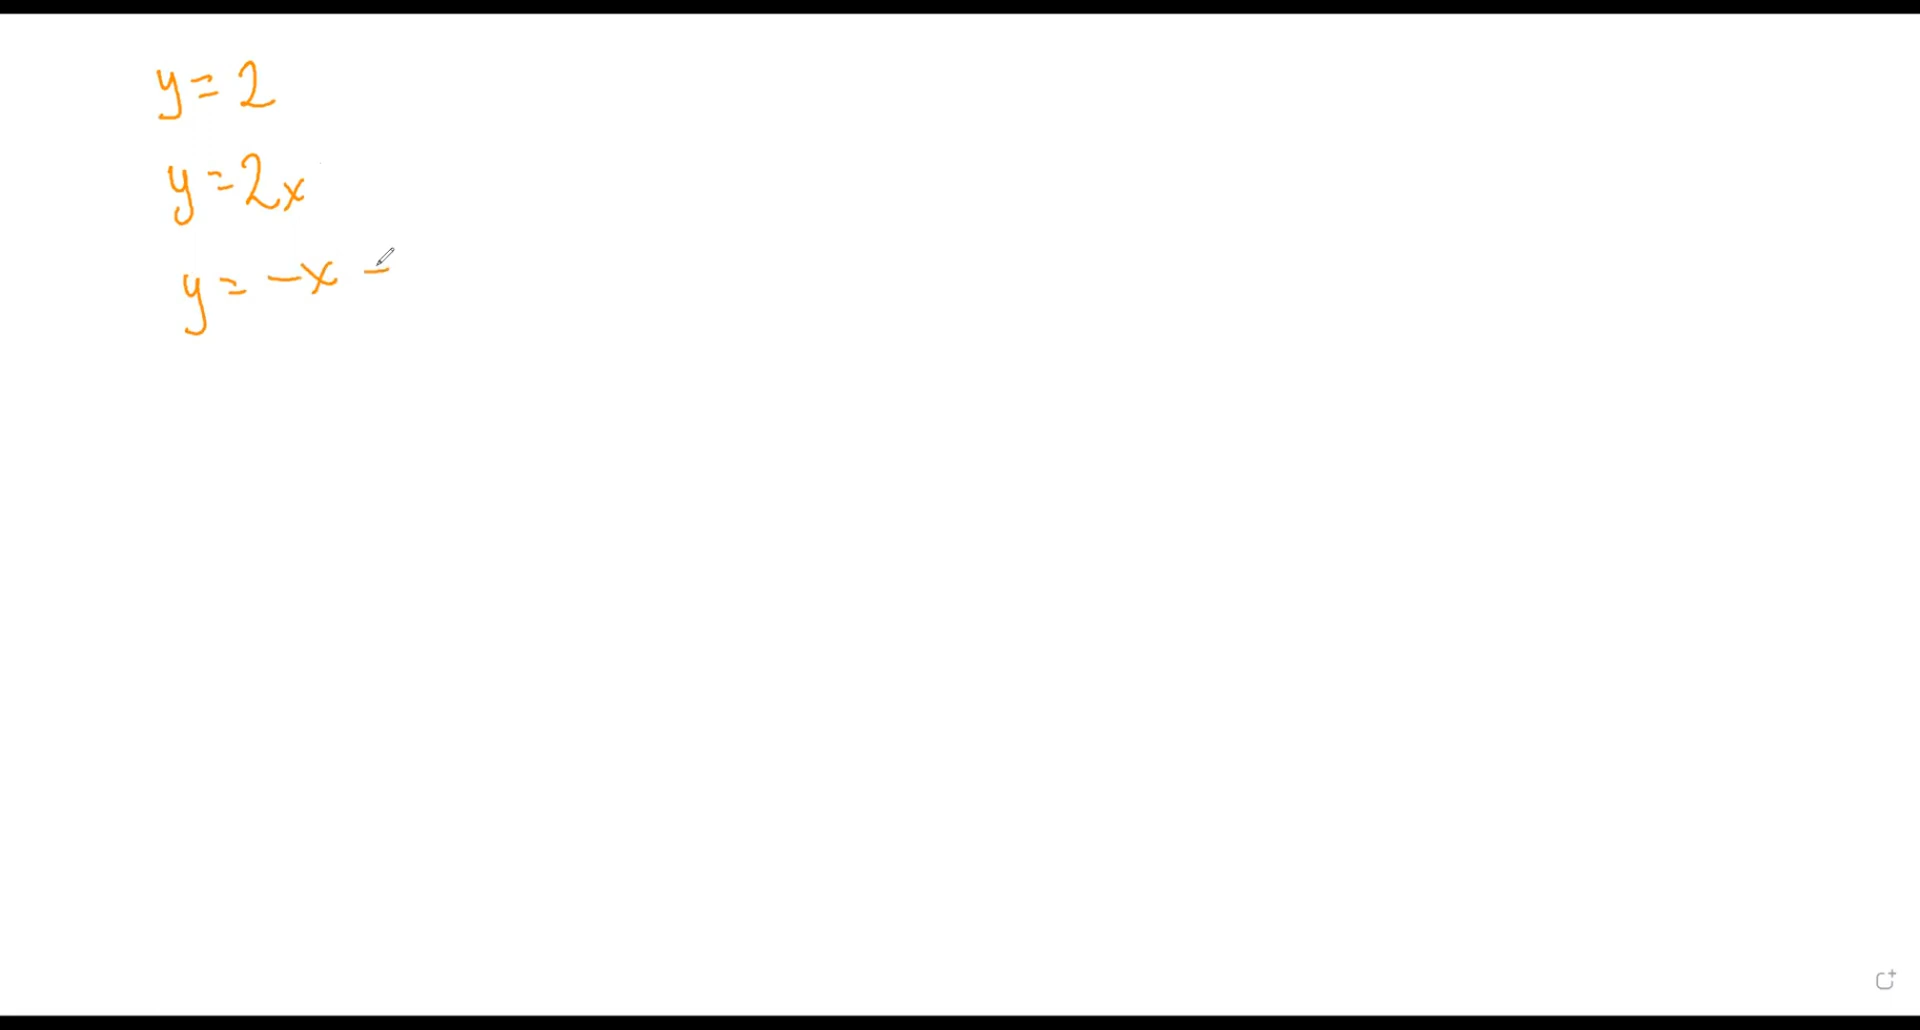 y = 2
y = 2x
y = -x -